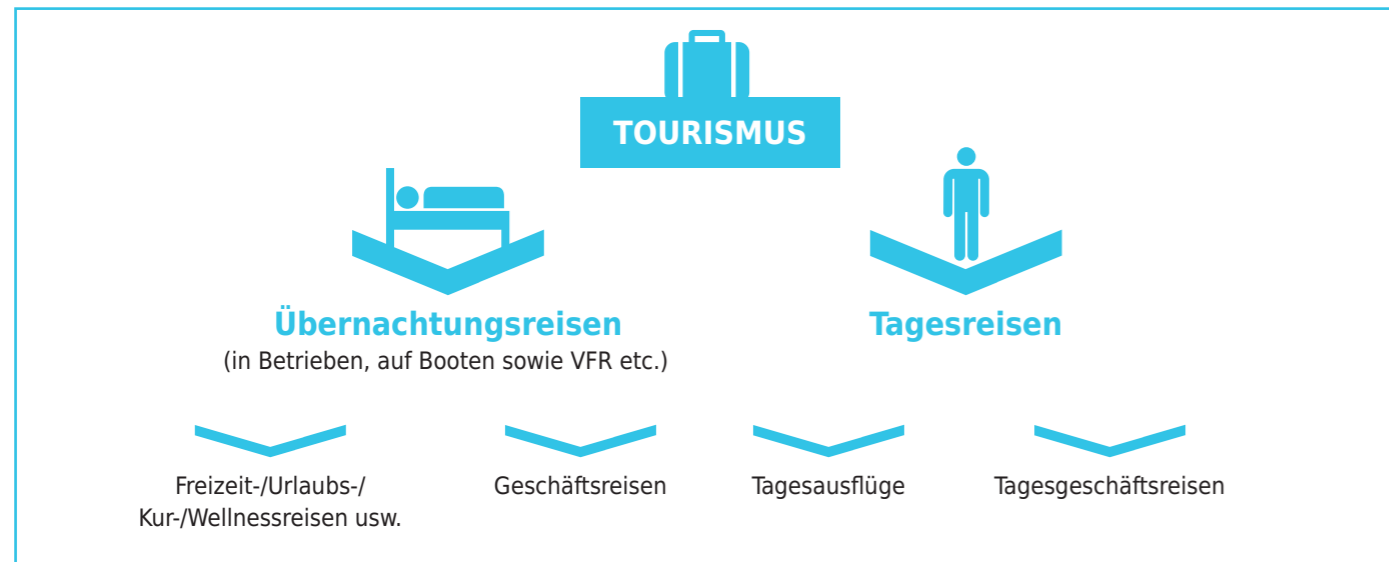 TOURISMUS
Übernachtungsreisen
(in Betrieben, auf Booten sowie VFR etc.)
Tagesreisen
Freizeit-/Urlaubs-/
Kur-/Wellnessreisen usw.
Geschäftsreisen
Tagesausflüge
Tagesgeschäftsreisen